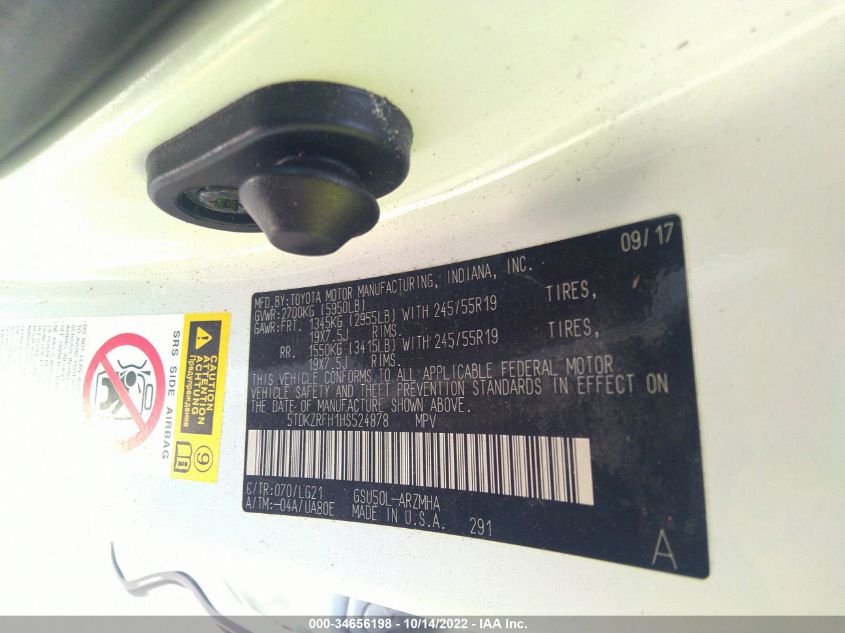 09/17
MFD.BY:TOYOTA MOTOR MANUFACTURING, INDIANA, INC.
GVWR:2700KG (5950LB)
GAWR:FRT. 1345KG (2955LB) WITH 245/55R19 TIRES,
19X7.5J RIMS.
RR. 1550KG (3415LB) WITH 245/55R19 TIRES,
19X7.5J RIMS.
THIS VEHICLE CONFORMS TO ALL APPLICABLE FEDERAL MOTOR
VEHICLE SAFETY AND THEFT PREVENTION STANDARDS IN EFFECT ON
THE DATE OF MANUFACTURE SHOWN ABOVE.
5TDKZRFH1HS524878 MPV
C/TR:070/LG21 GSU50L-ARZMHA
A/TM:-04A/UA80E MADE IN U.S.A. 291
A
CAUTION
ATTENTION
ACHTUNG
Предупреждение
9
SRS SIDE AIRBAG
000-34656198 - 10/14/2022 - IAA Inc.